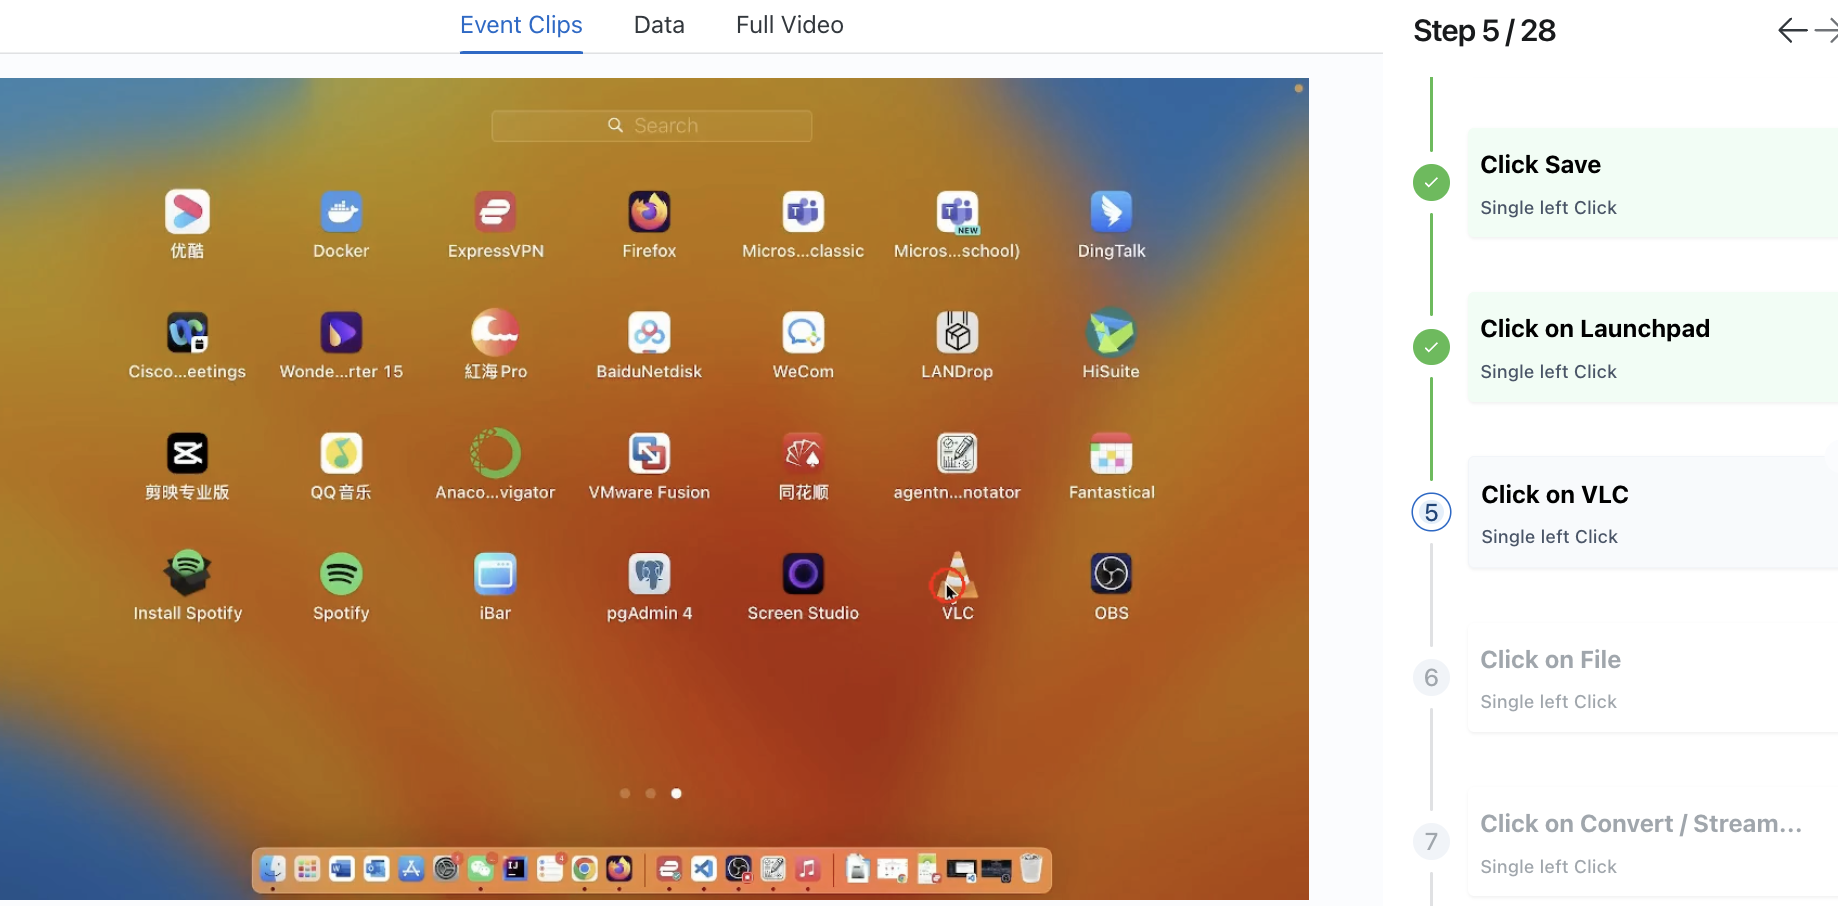 Event Clips Data Full Video
Step 5 / 28
Search
优酷 Docker ExpressVPN Firefox Micros...classic Micros...school) DingTalk
NEW
Cisco...eetings Wonde...rter 15 紅海 Pro BaiduNetdisk WeCom LANDrop HiSuite
剪映专业版 QQ音乐 Anaco...vigator VMware Fusion 同花顺 agentn...notator Fantastical
Install Spotify Spotify iBar pgAdmin 4 Screen Studio VLC OBS
Click Save
Single left Click
Click on Launchpad
Single left Click
5
Click on VLC
Single left Click
6
Click on File
Single left Click
7
Click on Convert / Stream...
Single left Click